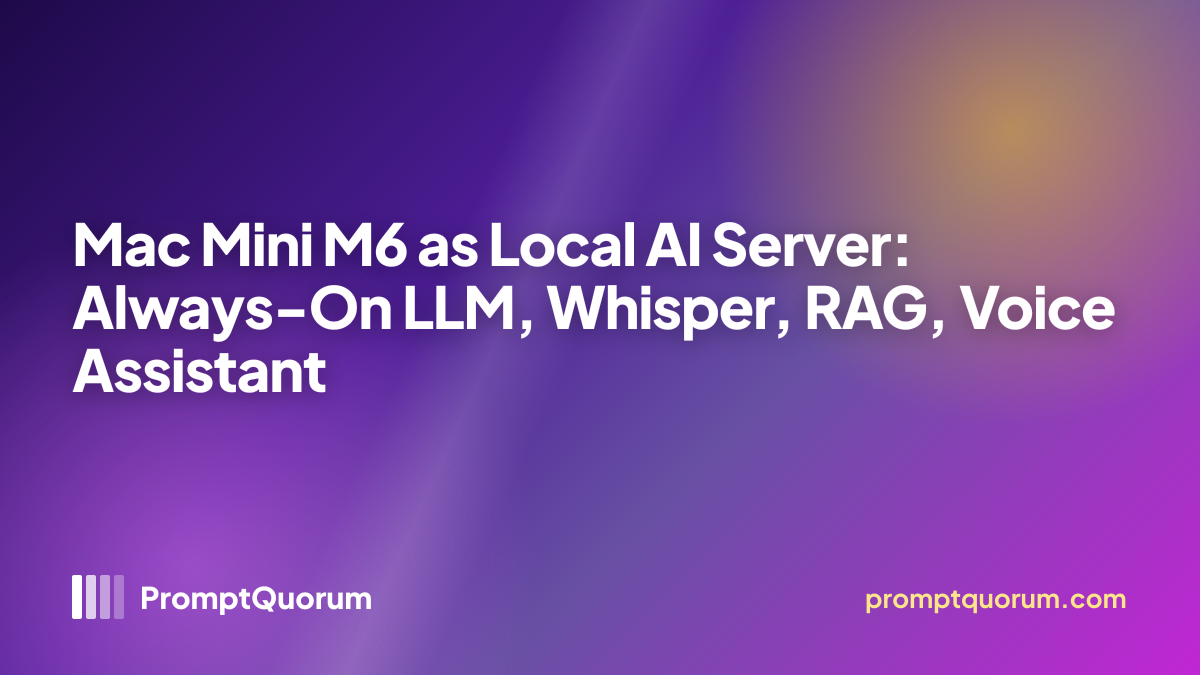 Mac Mini M6 as Local AI Server:
Always–On LLM, Whisper, RAG, Voice
Assistant
PromptQuorum
promptquorum.com